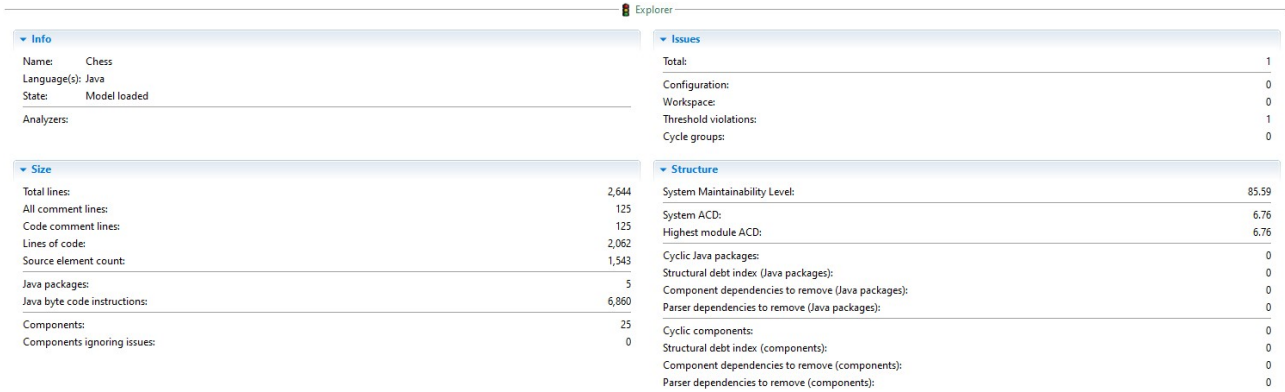 Explorer
Info
Name: Chess
Language(s): Java
State: Model loaded
Analyzers:
Issues
Total: 1
Configuration: 0
Workspace: 0
Threshold violations: 1
Cycle groups: 0
Size
Total lines: 2,644
All comment lines: 125
Code comment lines: 125
Lines of code: 2,062
Source element count: 1,543
Java packages: 5
Java byte code instructions: 6,860
Components: 25
Components ignoring issues: 0
Structure
System Maintainability Level: 85.59
System ACD: 6.76
Highest module ACD: 6.76
Cyclic Java packages: 0
Structural debt index (Java packages): 0
Component dependencies to remove (Java packages): 0
Parser dependencies to remove (Java packages): 0
Cyclic components: 0
Structural debt index (components): 0
Component dependencies to remove (components): 0
Parser dependencies to remove (components): 0